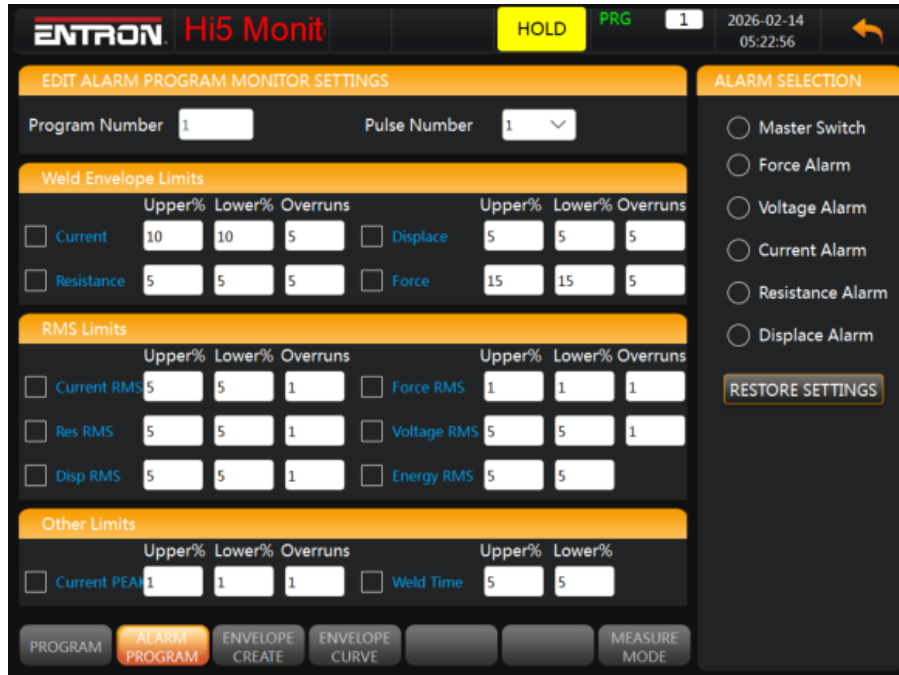 ENTRON. Hi5 Monit HOLD PRG 1 2026-02-14
05:22:56
EDIT ALARM PROGRAM MONITOR SETTINGS
Program Number 1 Pulse Number 1
Weld Envelope Limits
Upper% Lower% Overruns Upper% Lower% Overruns
Current 10 10 5 Displace 5 5 5
Resistance 5 5 5 Force 15 15 5
RMS Limits
Upper% Lower% Overruns Upper% Lower% Overruns
Current RMS 5 5 1 Force RMS 1 1 1
Res RMS 5 5 1 Voltage RMS 5 5 1
Disp RMS 5 5 1 Energy RMS 5 5
Other Limits
Upper% Lower% Overruns Upper% Lower%
Current PEAK 1 1 1 Weld Time 5 5
ALARM SELECTION
Master Switch
Force Alarm
Voltage Alarm
Current Alarm
Resistance Alarm
Displace Alarm
RESTORE SETTINGS
PROGRAM
ALARM
PROGRAM
ENVELOPE
CREATE
ENVELOPE
CURVE
MEASURE
MODE